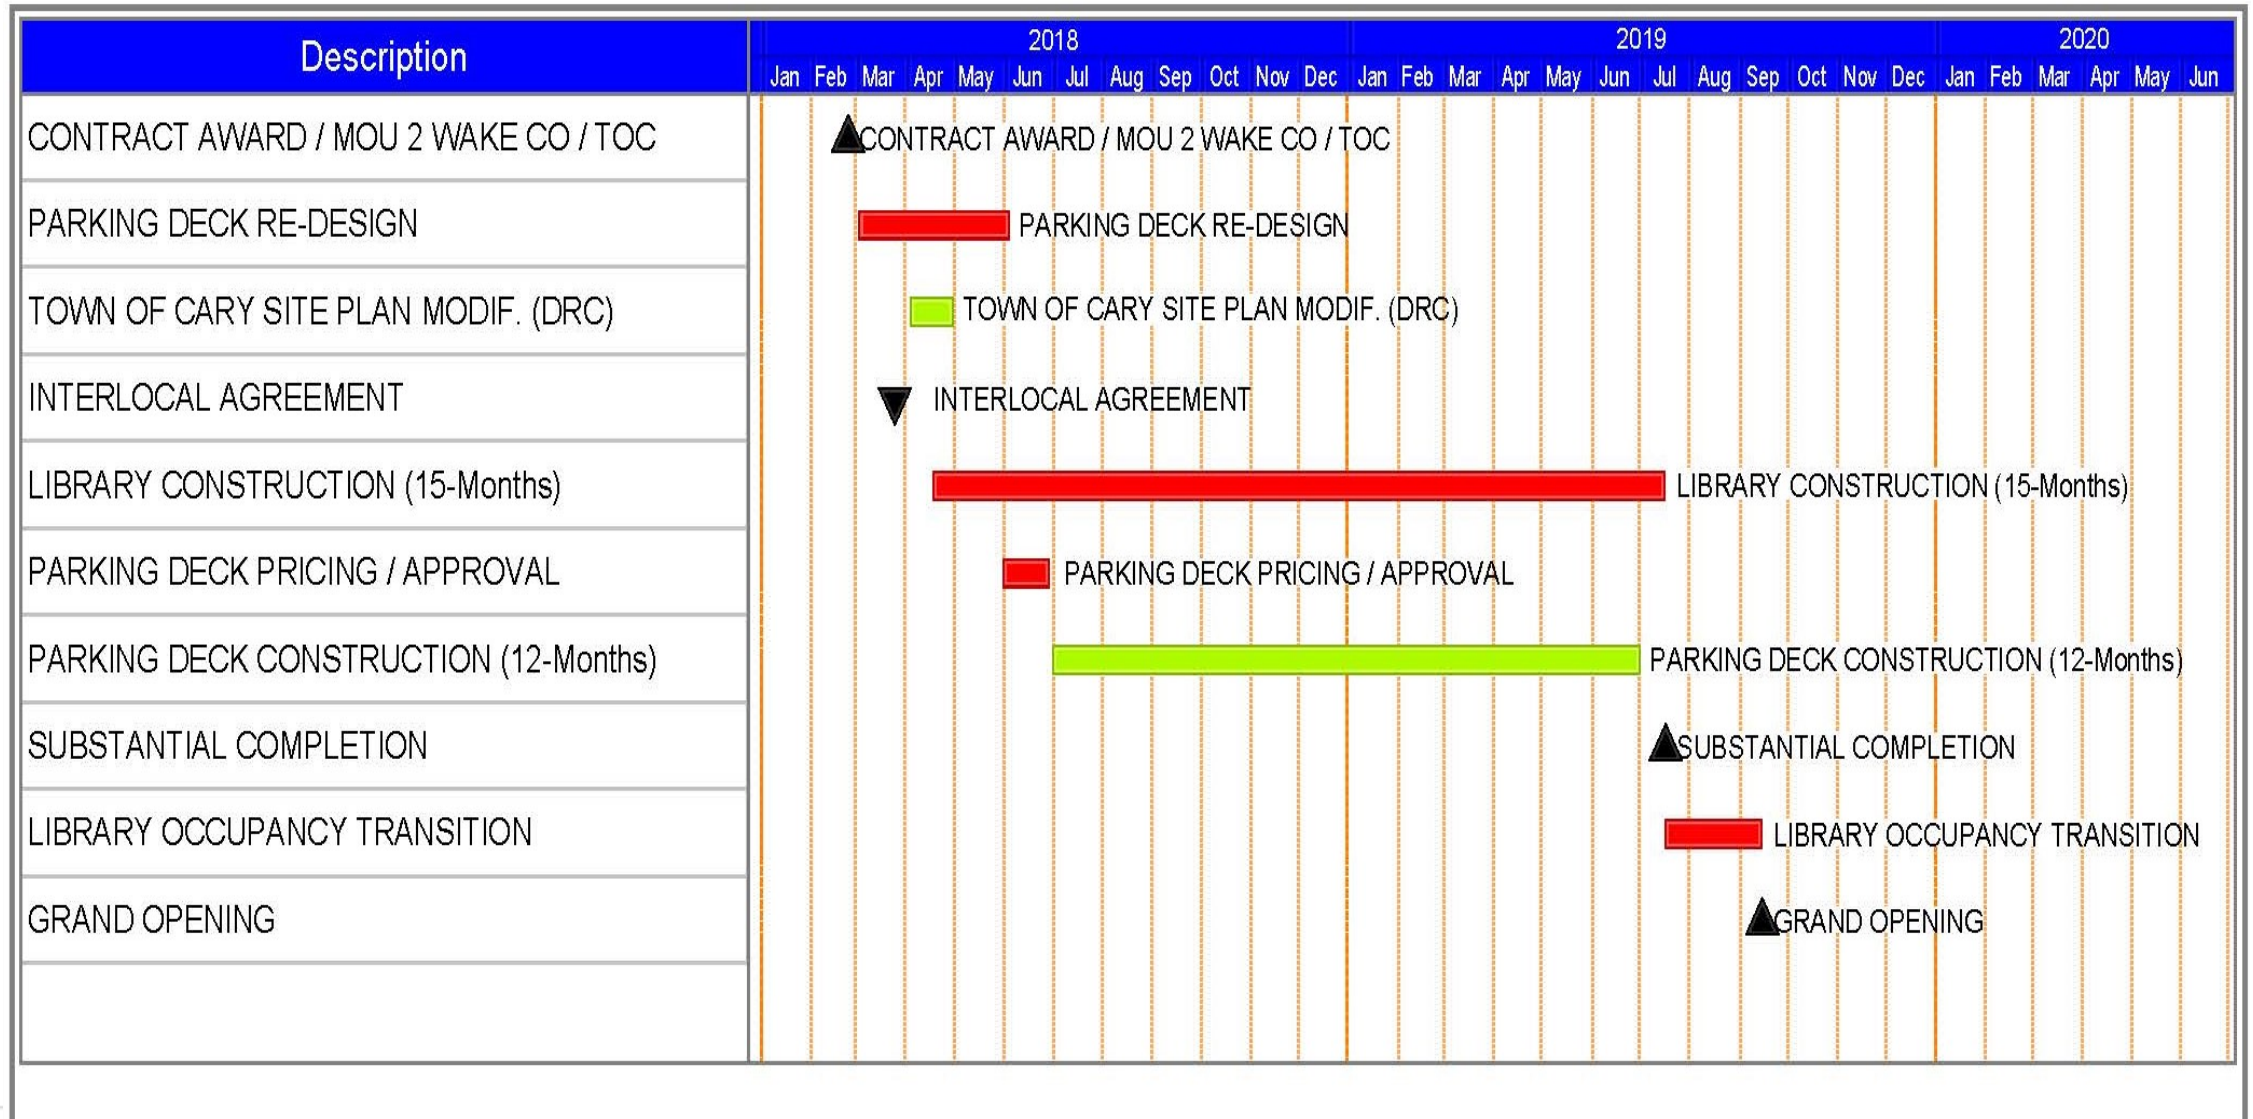 Description
2018 2019 2020
Jan Feb Mar Apr May Jun Jul Aug Sep Oct Nov Dec Jan Feb Mar Apr May Jun Jul Aug Sep Oct Nov Dec Jan Feb Mar Apr May Jun
CONTRACT AWARD / MOU 2 WAKE CO / TOC
CONTRACT AWARD / MOU 2 WAKE CO / TOC
PARKING DECK RE-DESIGN
PARKING DECK RE-DESIGN
TOWN OF CARY SITE PLAN MODIF. (DRC)
TOWN OF CARY SITE PLAN MODIF. (DRC)
INTERLOCAL AGREEMENT
INTERLOCAL AGREEMENT
LIBRARY CONSTRUCTION (15-Months)
LIBRARY CONSTRUCTION (15-Months)
PARKING DECK PRICING / APPROVAL
PARKING DECK PRICING / APPROVAL
PARKING DECK CONSTRUCTION (12-Months)
PARKING DECK CONSTRUCTION (12-Months)
SUBSTANTIAL COMPLETION
SUBSTANTIAL COMPLETION
LIBRARY OCCUPANCY TRANSITION
LIBRARY OCCUPANCY TRANSITION
GRAND OPENING
GRAND OPENING